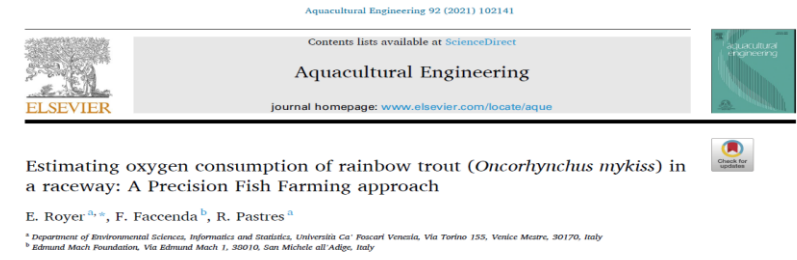 Aquacultural Engineering 92 (2021) 102141
Contents lists available at ScienceDirect
Aquacultural Engineering
journal homepage: www.elsevier.com/locate/aque
ELSEVIER
aquacultural
engineering
Check for
updates
Estimating oxygen consumption of rainbow trout (Oncorhynchus mykiss) in
a raceway: A Precision Fish Farming approach
E. Royer a,*, F. Faccenda b, R. Pastres a
a Department of Environmental Sciences, Informatics and Statistics, Università Ca' Foscari Venesia, Via Torino 155, Venice Mestre, 30170, Italy
b Edmund Mach Foundation, Via Edmund Mach 1, 38010, San Michele all'Adige, Italy